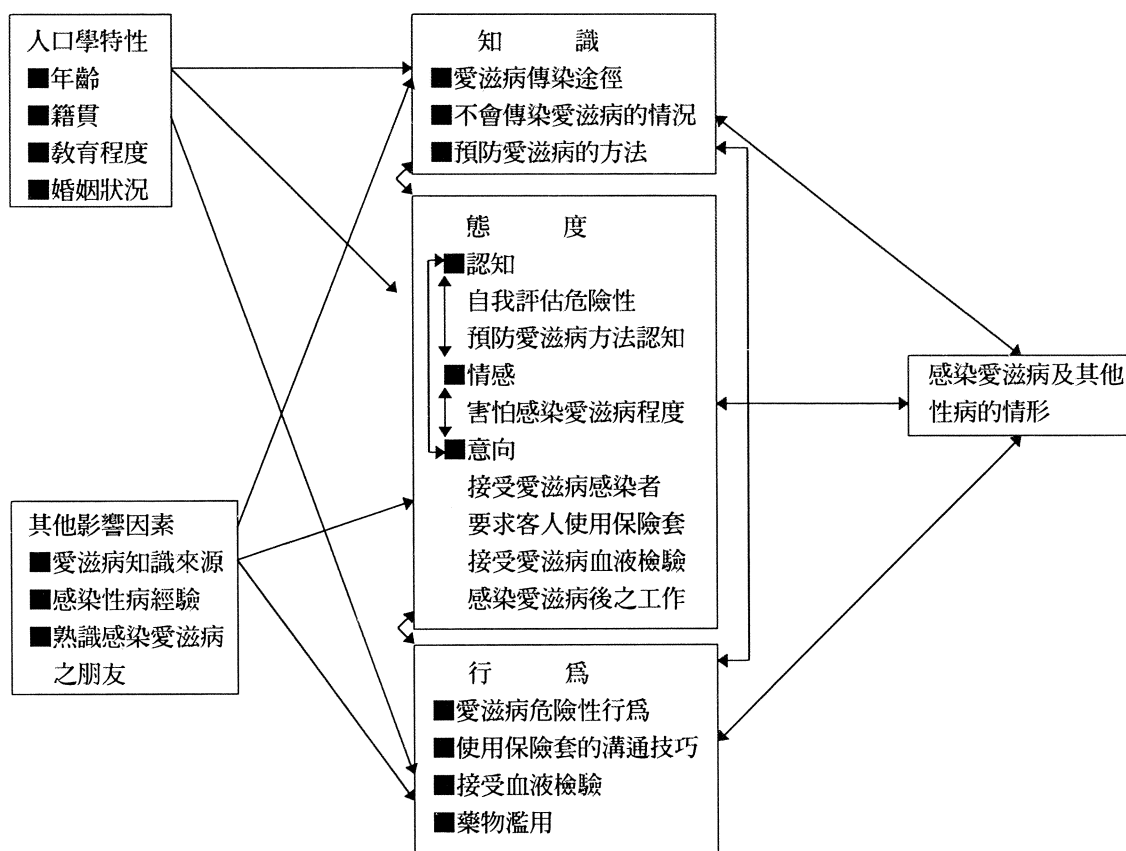 人口學特性
■年齡
■籍貫
■教育程度
■婚姻狀況
知 識
■愛滋病傳染途徑
■不會傳染愛滋病的情況
■預防愛滋病的方法
態 度
■認知
自我評估危險性
預防愛滋病方法認知
■情感
害怕感染愛滋病程度
■意向
接受愛滋病感染者
要求客人使用保險套
接受愛滋病血液檢驗
感染愛滋病後之工作
其他影響因素
■愛滋病知識來源
■感染性病經驗
■熟識感染愛滋病
之朋友
行 爲
■愛滋病危險性行爲
■使用保險套的溝通技巧
■接受血液檢驗
■藥物濫用
感染愛滋病及其他
性病的情形